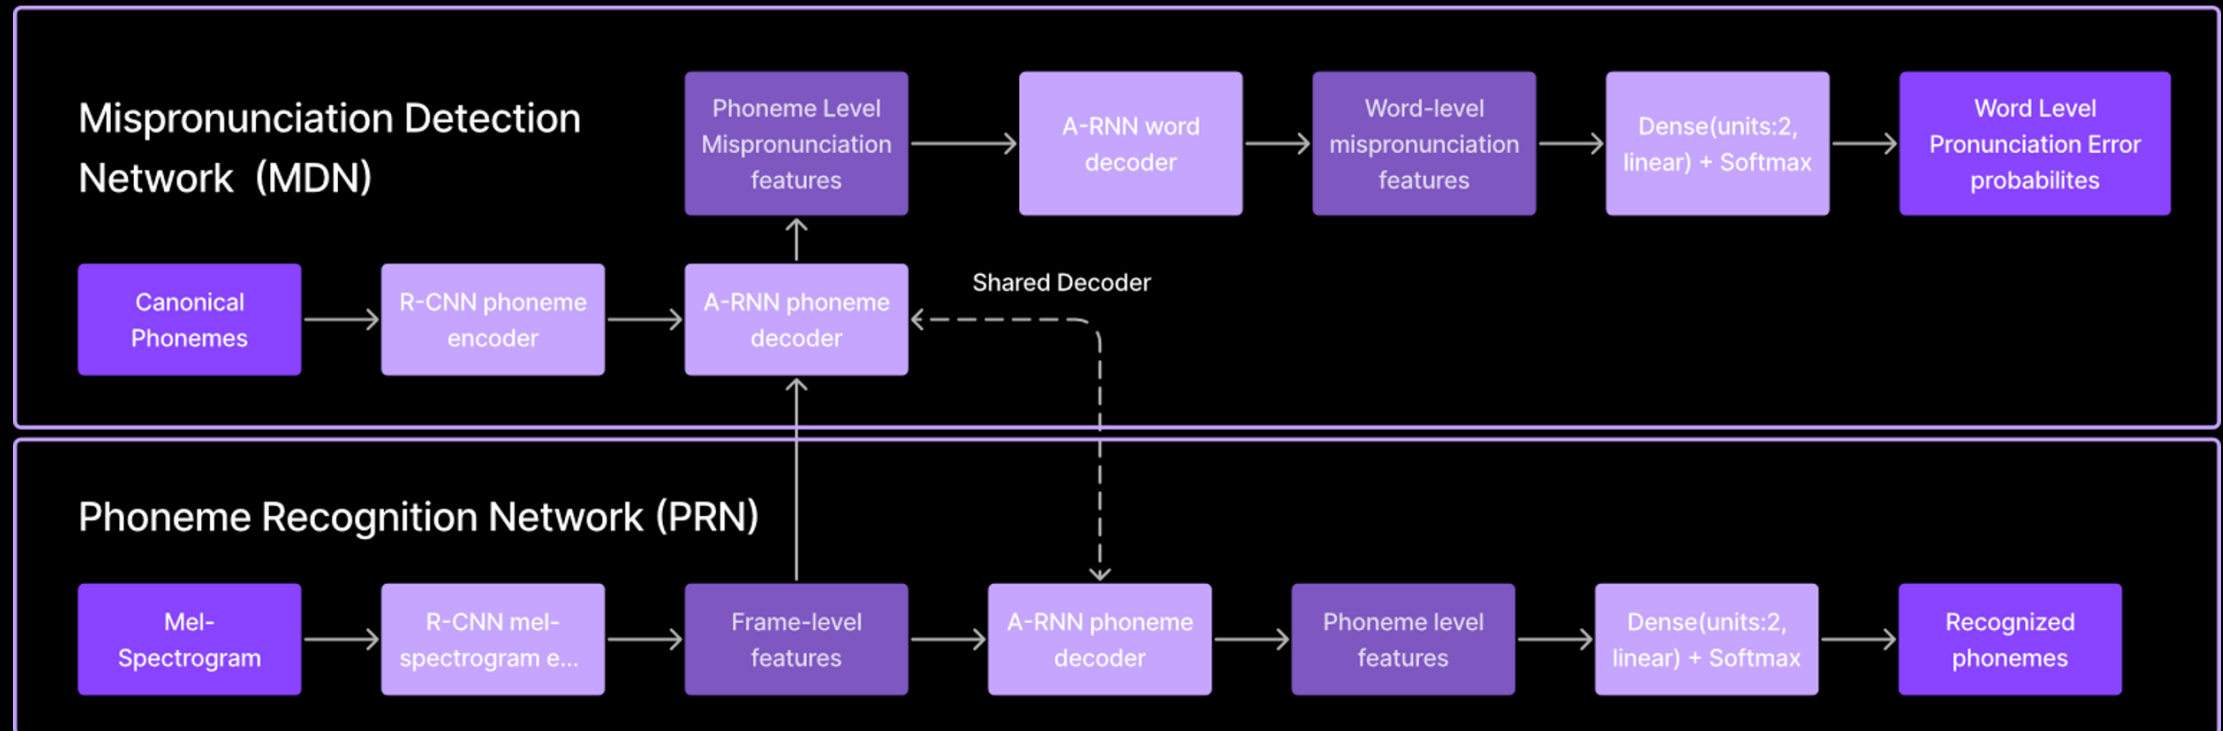 Mispronunciation Detection
Network (MDN)
Phoneme Level
Mispronunciation
features
A-RNN word
decoder
Word-level
mispronunciation
features
Dense(units:2,
linear) + Softmax
Word Level
Pronunciation Error
probabilites
Canonical
Phonemes
R-CNN phoneme
encoder
A-RNN phoneme
decoder
Shared Decoder
Phoneme Recognition Network (PRN)
Mel-
Spectrogram
R-CNN mel-
spectrogram e...
Frame-level
features
A-RNN phoneme
decoder
Phoneme level
features
Dense(units:2,
linear) + Softmax
Recognized
phonemes